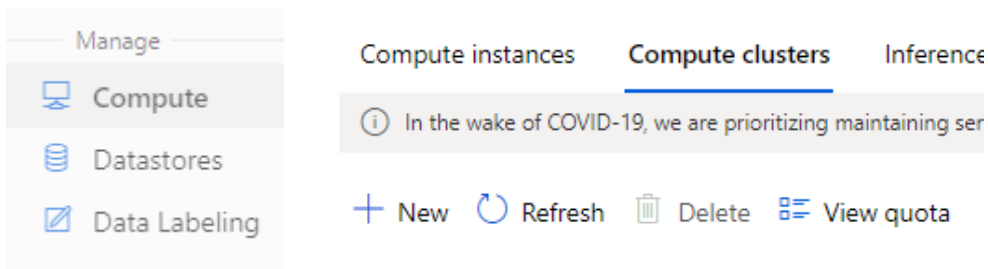 Manage
Compute
Datastores
Data Labeling
Compute instances Compute clusters Inference
In the wake of COVID-19, we are prioritizing maintaining ser
New Refresh Delete View quota